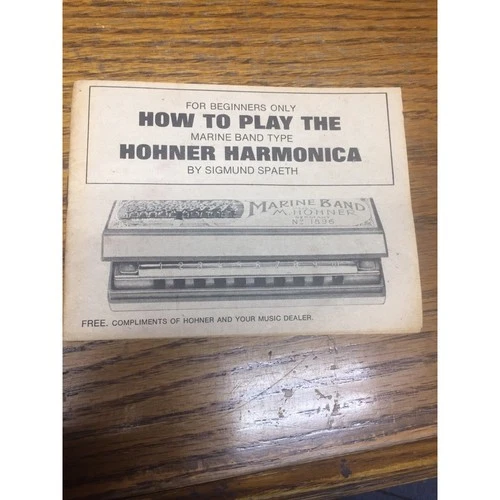 FOR BEGINNERS ONLY
HOW TO PLAY THE
MARINE BAND TYPE
HOHNER HARMONICA
BY SIGMUND SPAETH
MARINE BAND
M. HOHNER
No. 1896
FREE. COMPLIMENTS OF HOHNER AND YOUR MUSIC DEALER.